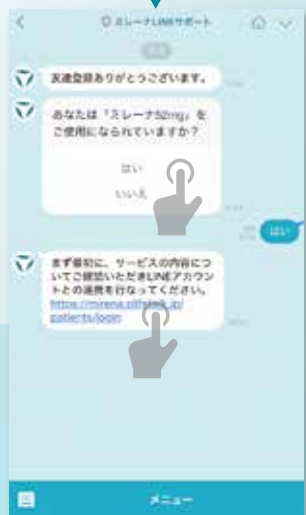 ミレーナLINEサポート
友達登録ありがとうございます。
あなたは「ミレーナ52mg」を
ご使用になられていますか？
はい
いいえ
はい
まず最初に、サービスの内容につ
いてご確認いただきLINEアカウン
トとの連携を行なってください。
patients/login
メニュー